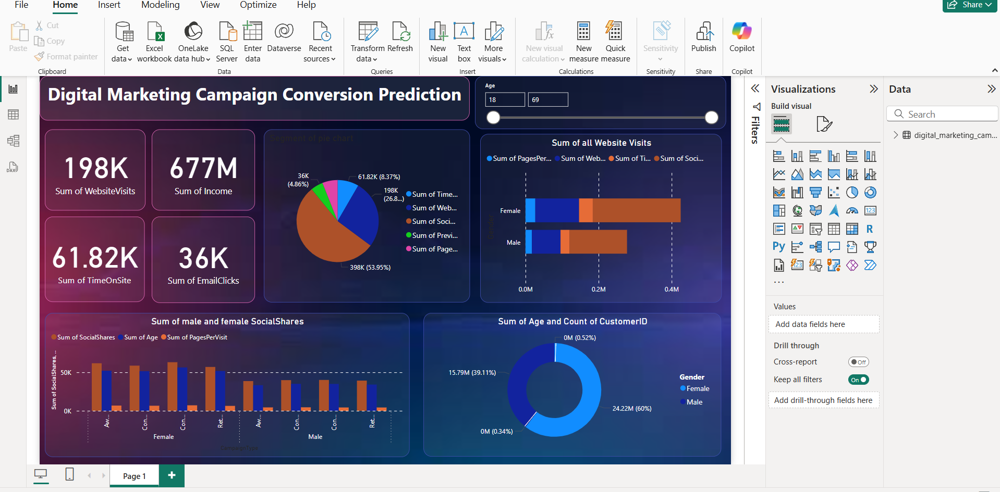 File Home Insert Modeling View Optimize Help
Share
Paste
Cut
Copy
Format painter
Clipboard
Get data
Excel workbook
OneLake data hub
SQL Server
Enter data
Dataverse
Recent sources
Data
Transform data
Refresh
Queries
New visual
Text box
More visuals
Insert
New visual calculation
New measure
Quick measure
Calculations
Sensitivity
Sensitivity
Publish
Share
Copilot
Copilot
Digital Marketing Campaign Conversion Prediction
Age
18 69
198K
Sum of WebsiteVisits
677M
Sum of Income
61.82K
Sum of TimeOnSite
36K
Sum of EmailClicks
Segment of pie chart
36K
(4.86%)
61.82K (8.37%)
198K
(26.8...)
398K (53.95%)
Sum of Time...
Sum of Web...
Sum of Soci...
Sum of Previ...
Sum of Page...
Sum of all Website Visits
Sum of PagesPer... Sum of Web... Sum of Ti... Sum of Soci...
Gender
Female
Male
0.0M 0.2M 0.4M
Sum of male and female SocialShares
Sum of SocialShares Sum of Age Sum of PagesPerVisit
Sum of SocialShares, ...
50K
0K
Aw... Con... Con... Ret... Aw... Con... Con... Ret...
Female Male
CampaignType
Sum of Age and Count of CustomerID
0M (0.52%)
15.79M (39.11%)
24.22M (60%)
0M (0.34%)
Gender
Female
Male
Filters
Visualizations
Build visual
123
R
Py
123
...
Values
Add data fields here
Drill through
Cross-report Off
Keep all filters On
Add drill-through fields here
Data
Search
digital_marketing_cam...
DAX
Page 1